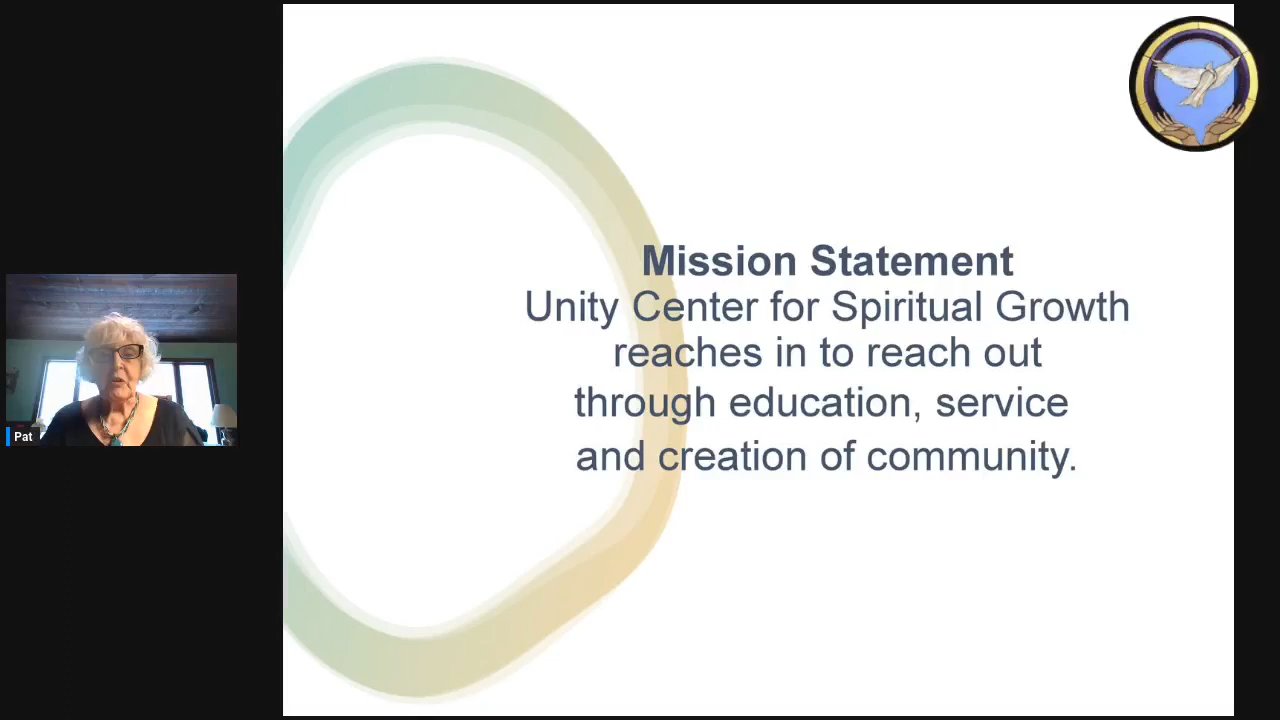 Mission Statement
Unity Center for Spiritual Growth
reaches in to reach out
through education, service
and creation of community.
Pat